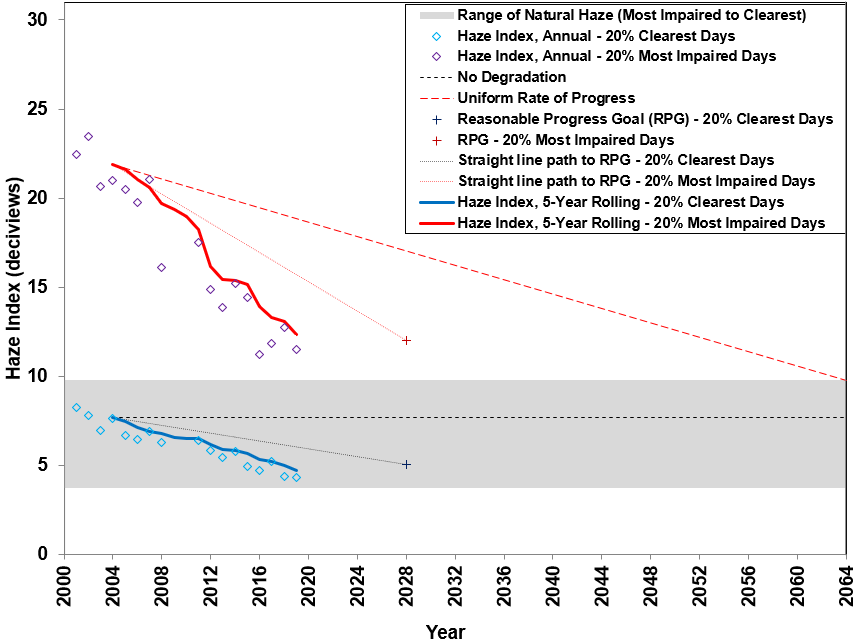 30
25
20
15
10
5
0
Haze Index (deciviews)
Range of Natural Haze (Most Impaired to Clearest)
Haze Index, Annual - 20% Clearest Days
Haze Index, Annual - 20% Most Impaired Days
No Degradation
Uniform Rate of Progress
Reasonable Progress Goal (RPG) - 20% Clearest Days
RPG - 20% Most Impaired Days
Straight line path to RPG - 20% Clearest Days
Straight line path to RPG - 20% Most Impaired Days
Haze Index, 5-Year Rolling - 20% Clearest Days
Haze Index, 5-Year Rolling - 20% Most Impaired Days
2000 2004 2008 2012 2016 2020 2024 2028 2032 2036 2040 2044 2048 2052 2056 2060 2064
Year